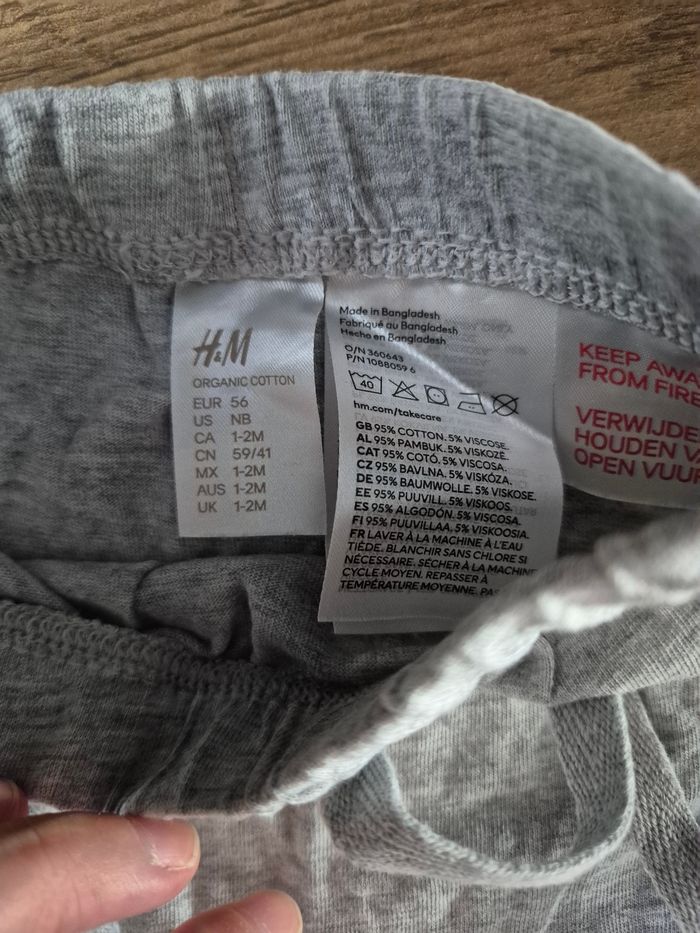 H&M
ORGANIC COTTON
EUR 56
US NB
CA 1-2M
CN 59/41
MX 1-2M
AUS 1-2M
UK 1-2M
Made in Bangladesh
Fabriqué au Bangladesh
Hecho en Bangladesh
O/N 360643
P/N 1088059 6
40
hm.com/takecare
GB 95% COTTON. 5% VISCOSE.
AL 95% PAMBUK. 5% VISKOZË.
CAT 95% COTÓ. 5% VISCOSA.
CZ 95% BAVLNA. 5% VISKÓZA.
DE 95% BAUMWOLLE. 5% VISKOSE.
EE 95% PUUVILL. 5% VISKOOS.
ES 95% ALGODÓN. 5% VISCOSA.
FI 95% PUUVILLAA. 5% VISKOOSIA.
FR LAVER À LA MACHINE À L'EAU
TIÈDE. BLANCHIR SANS CHLORE SI
NÉCESSAIRE. SÉCHER À LA MACHINE
CYCLE MOYEN. REPASSER À
TEMPÉRATURE MOYENNE.
KEEP AWAY
FROM FIRE
VERWIJDE
HOUDEN VA
OPEN VUUR